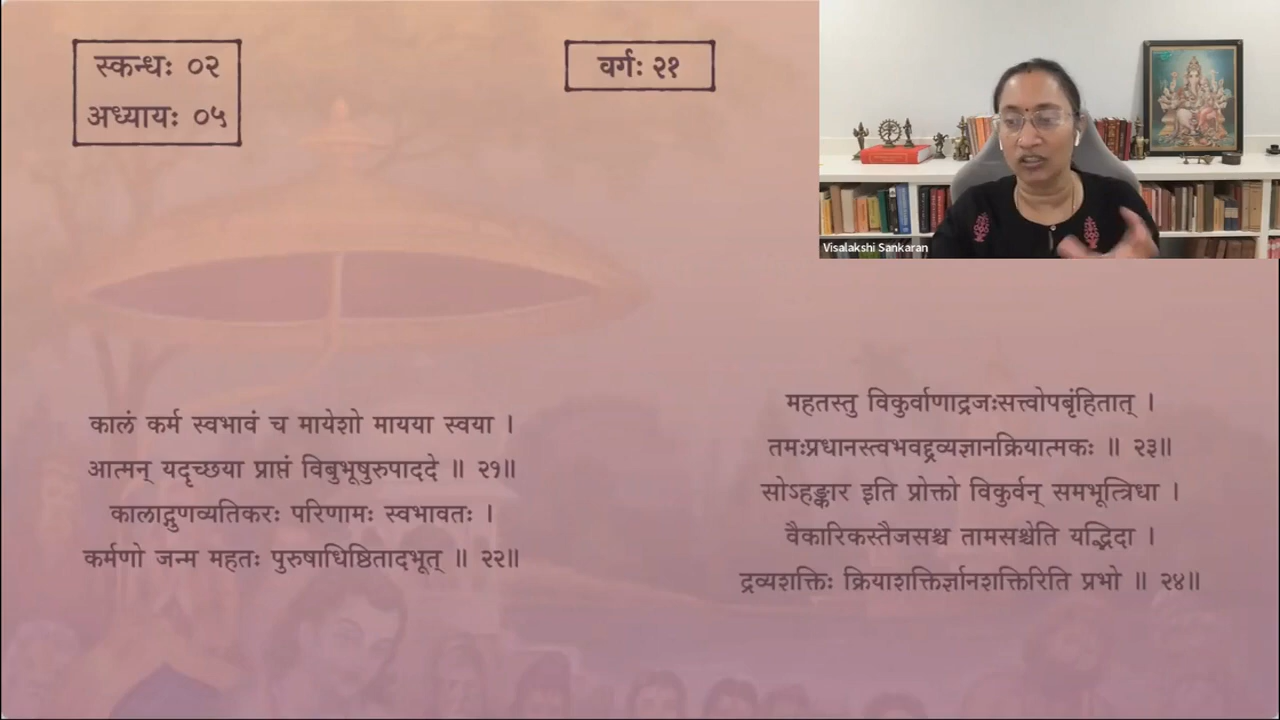 स्कन्धः ०२
अध्यायः ०५
वर्गः २१
Visalakshi Sankaran
कालं कर्म स्वभावं च मायेशो मायया स्वया ।
आत्मन् यदृच्छया प्राप्तं विबुभूषुरुपाददे ॥ २१॥
कालाद्गुणव्यतिकरः परिणामः स्वभावतः ।
कर्मणो जन्म महतः पुरुषाधिष्ठितादभूत् ॥ २२॥
महतस्तु विकुर्वाणाद्रजःसत्त्वोपबृंहितात् ।
तमःप्रधानस्त्वभवद्द्रव्यज्ञानक्रियात्मकः ॥ २३॥
सोऽहङ्कार इति प्रोक्तो विकुर्वन् समभूत्त्रिधा ।
वैकारिकस्तैजसश्च तामसश्चेति यद्भिदा ।
द्रव्यशक्तिः क्रियाशक्तिर्ज्ञानशक्तिरिति प्रभो ॥ २४॥